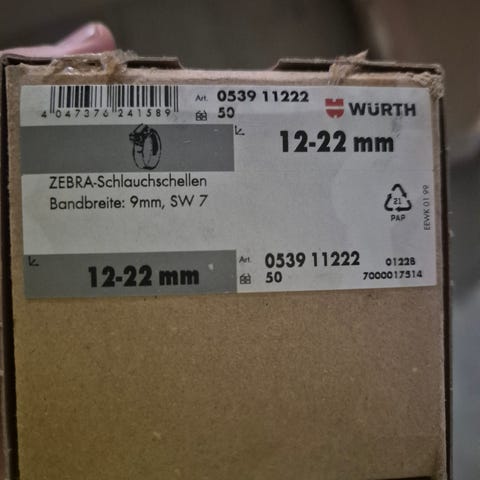 Art. 0539 11222
50
WÜRTH
4 047376 241589
12-22 mm
ZEBRA-Schlauchschellen
Bandbreite: 9mm, SW 7
21
PAP
EEWK 01 99
12-22 mm
Art. 0539 11222
01228
50
7000017514